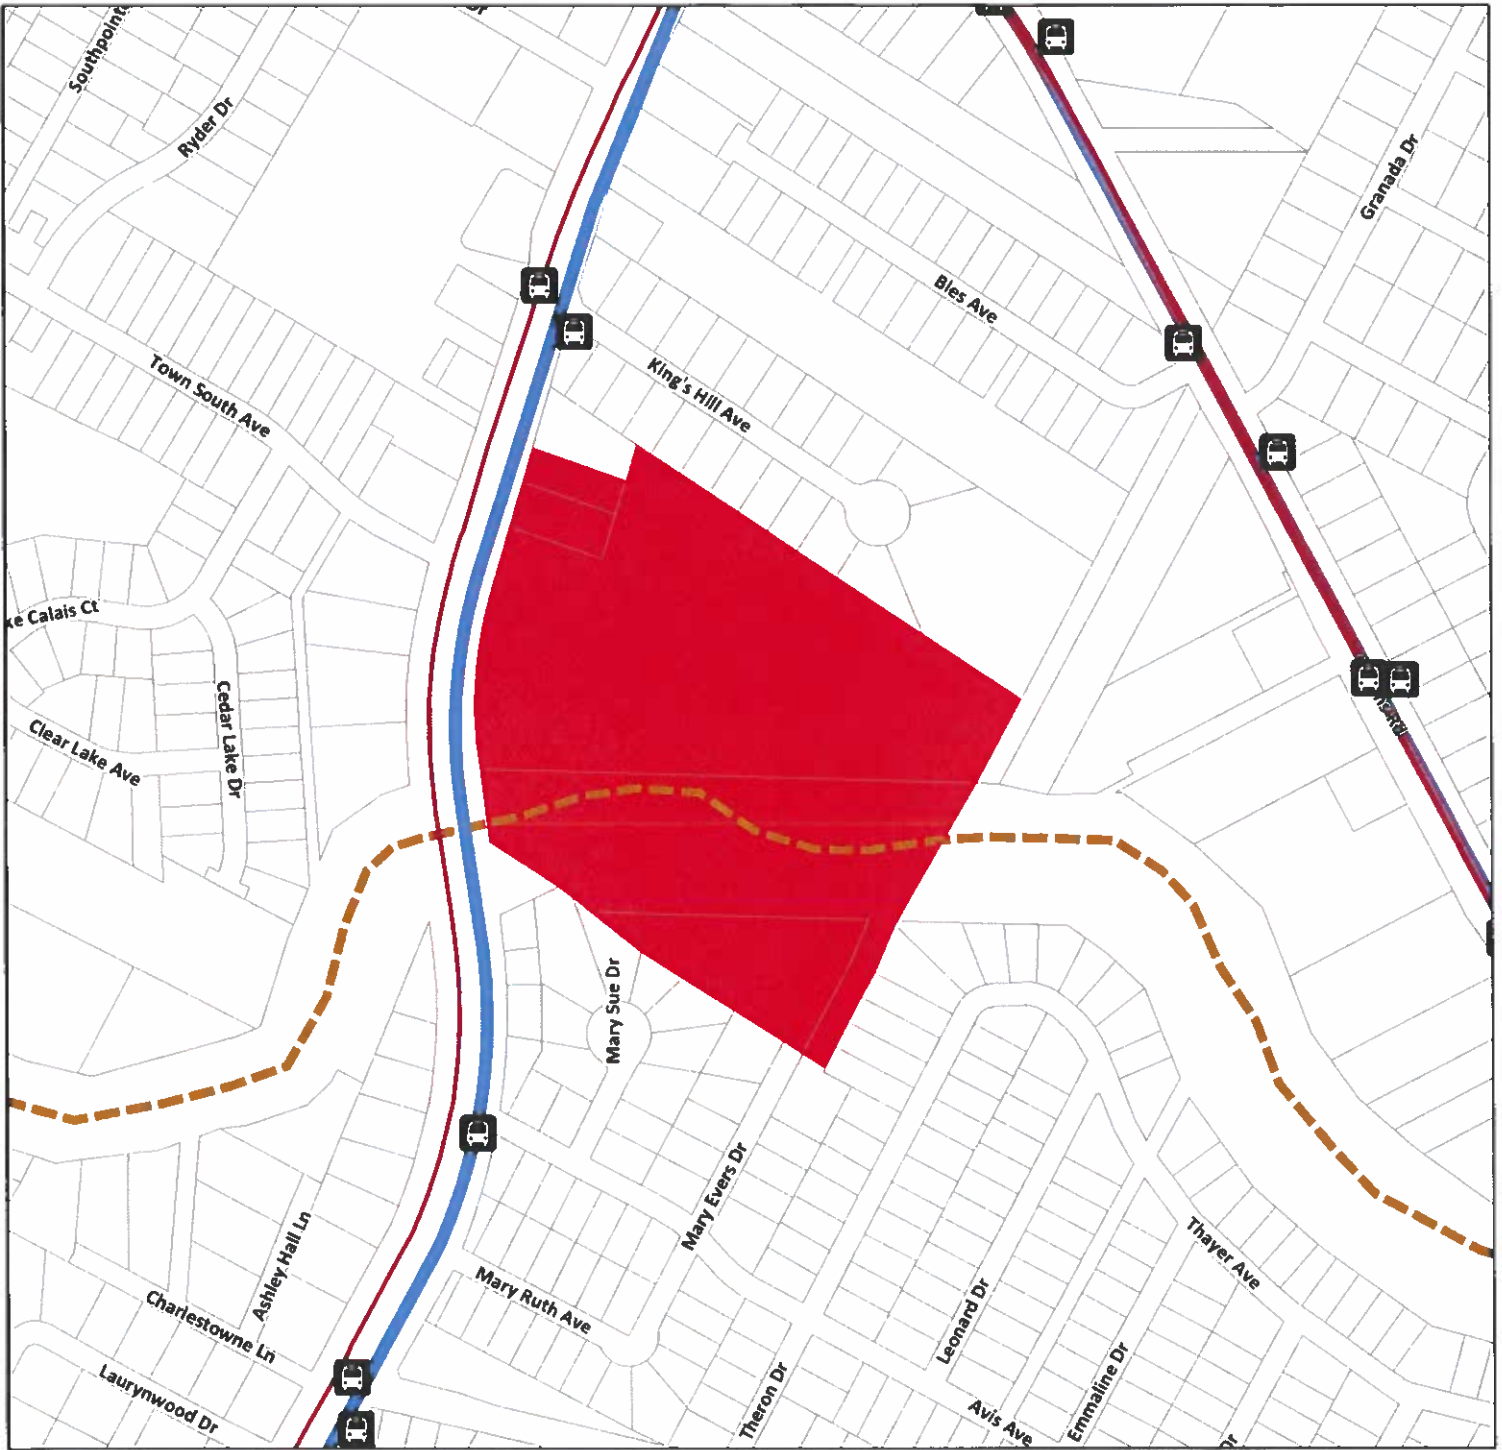 Southpointe
Ryder Dr
Granada Dr
Bles Ave
King's Hill Ave
Town South Ave
Calais Ct
Cedar Lake Dr
Clear Lake Ave
Mary Sue Dr
Mary Evers Dr
Thayer Ave
Ashley Hall Ln
Mary Ruth Ave
Charlestowne Ln
Leonard Dr
Laurynwood Dr
Theron Dr
Emmaline Dr
Avis Ave